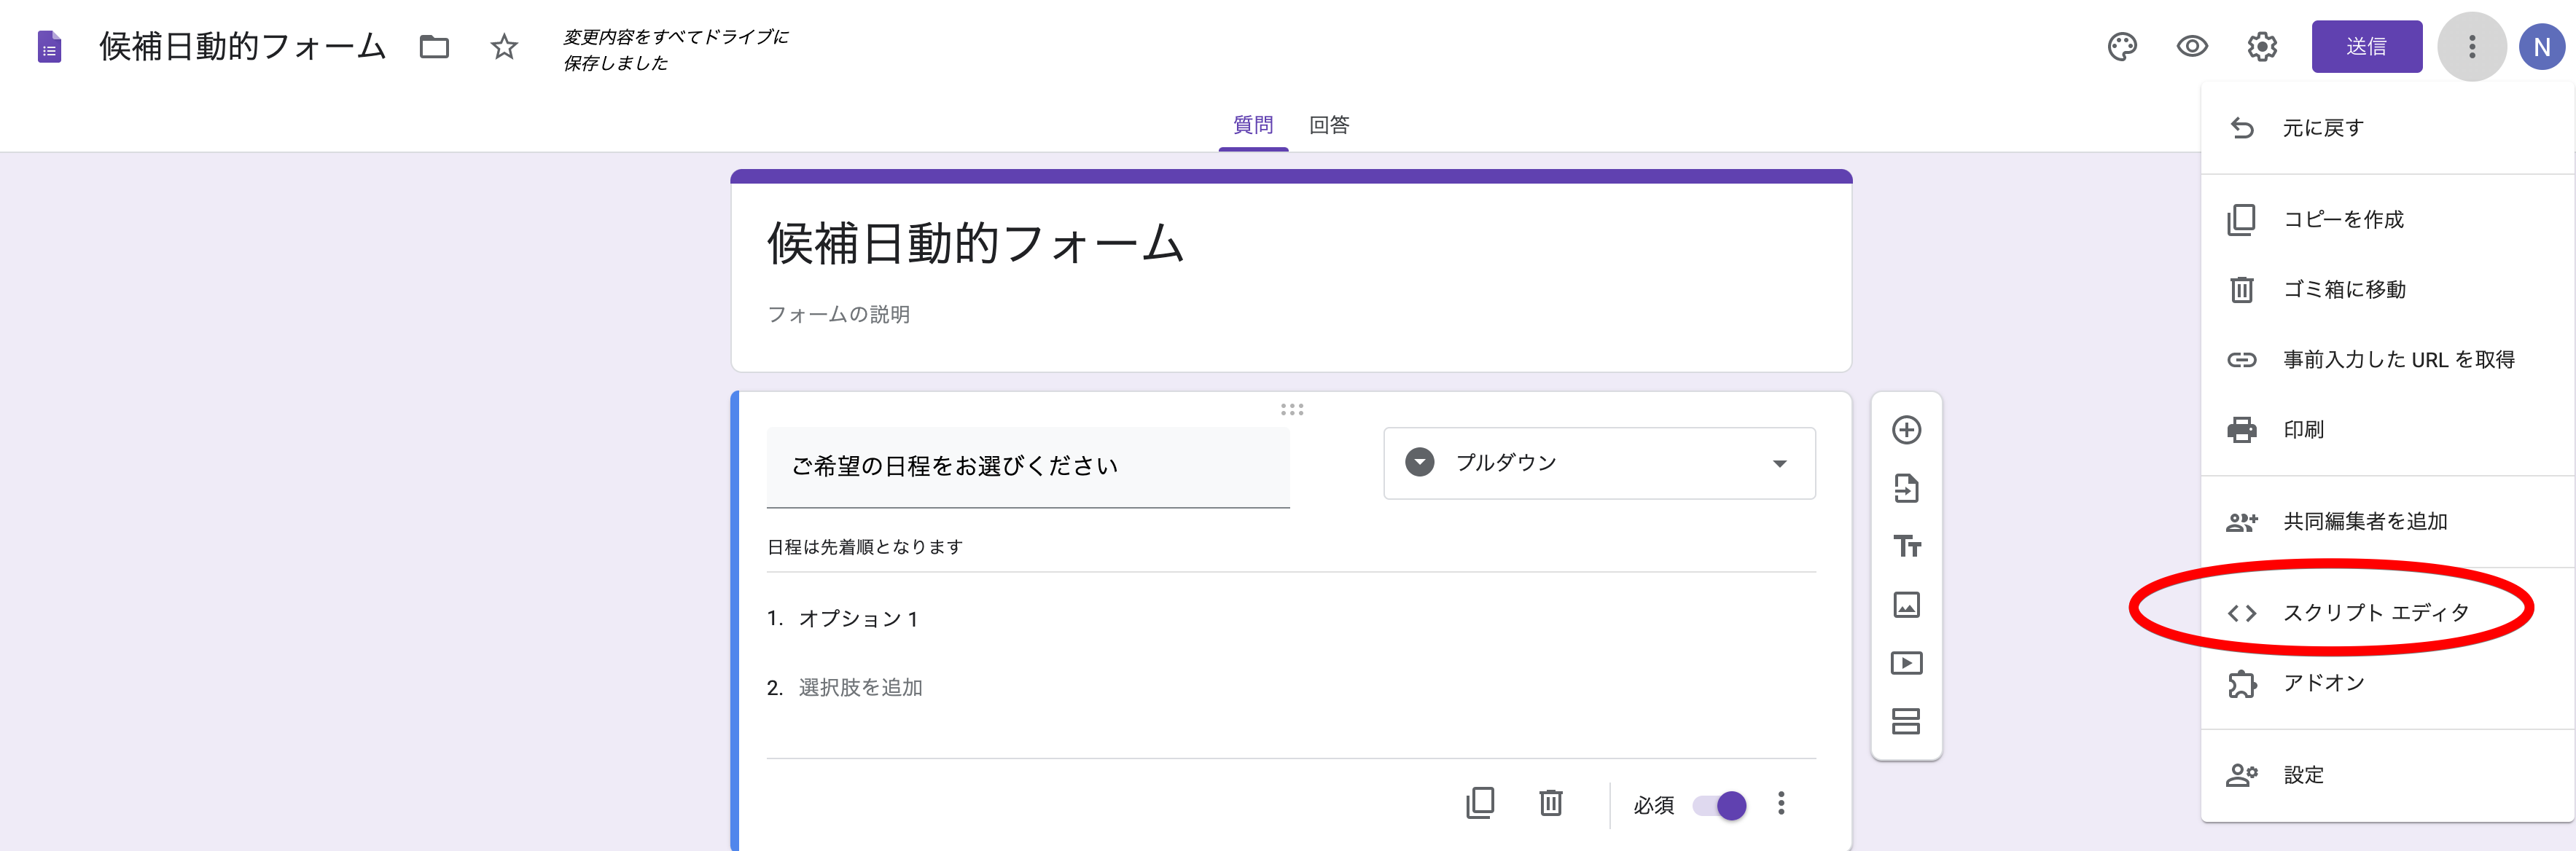 候補日動的フォーム
変更内容をすべてドライブに
保存しました
送信
N
質問 回答
元に戻す
コピーを作成
ゴミ箱に移動
事前入力した URL を取得
印刷
共同編集者を追加
スクリプト エディタ
アドオン
設定
候補日動的フォーム
フォームの説明
ご希望の日程をお選びください
プルダウン
日程は先着順となります
1. オプション 1
2. 選択肢を追加
Tт
必須